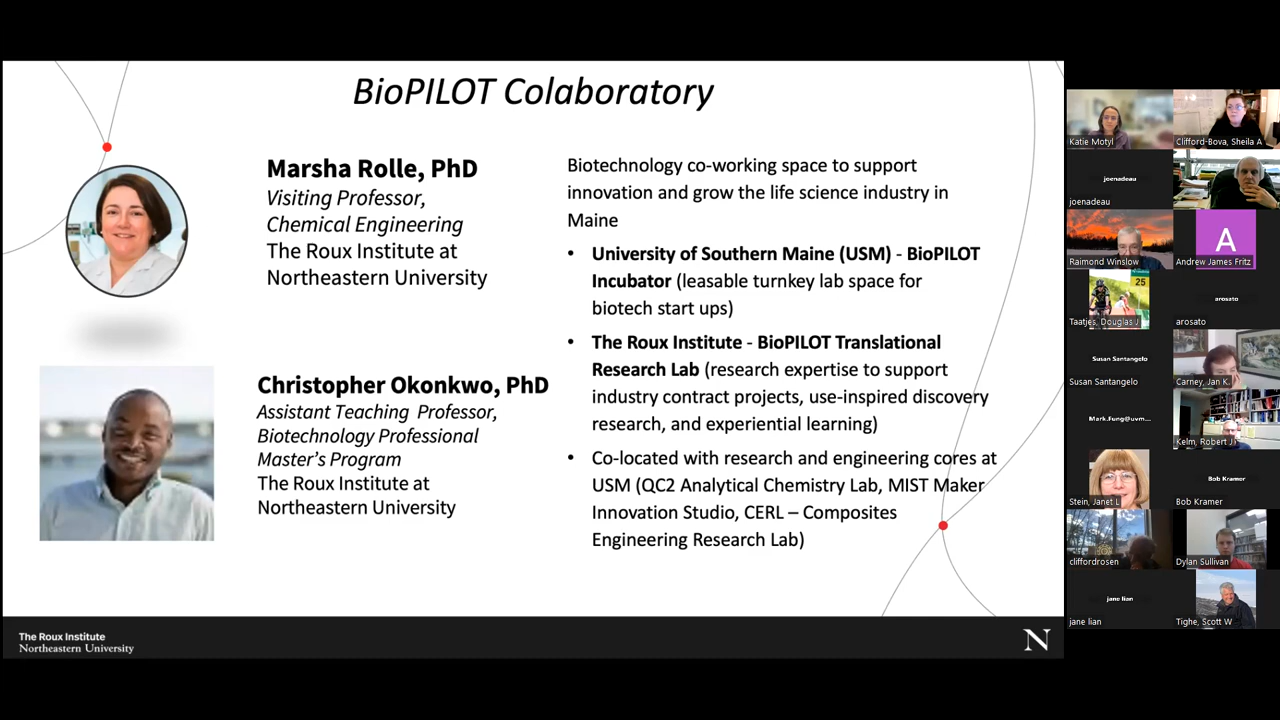 BioPILOT Colaboratory
Marsha Rolle, PhD
Visiting Professor,
Chemical Engineering
The Roux Institute at
Northeastern University
Christopher Okonkwo, PhD
Assistant Teaching Professor,
Biotechnology Professional
Master's Program
The Roux Institute at
Northeastern University
Biotechnology co-working space to support
innovation and grow the life science industry in
Maine
• University of Southern Maine (USM) - BioPILOT
Incubator (leasable turnkey lab space for
biotech start ups)
• The Roux Institute - BioPILOT Translational
Research Lab (research expertise to support
industry contract projects, use-inspired discovery
research, and experiential learning)
• Co-located with research and engineering cores at
USM (QC2 Analytical Chemistry Lab, MIST Maker
Innovation Studio, CERL – Composites
Engineering Research Lab)
The Roux Institute
Northeastern University
N
Katie Motyl
Clifford-Bova, Sheila A
joenadeau
joenadeau
Raimond Winslow
A
Andrew James Fritz
25
Taatjes, Douglas J
arosato
arosato
Susan Santangelo
Susan Santangelo
Carney, Jan K.
Mark.Fung@uvm...
Kelm, Robert J
Stein, Janet L
Bob Kramer
Bob Kramer
cliffordrosen
Dylan Sullivan
jane lian
jane lian
Tighe, Scott W